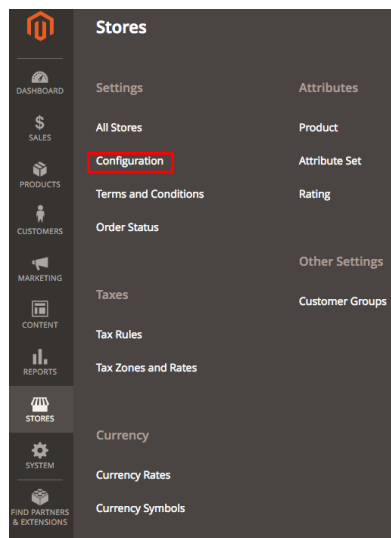 DASHBOARD
SALES
PRODUCTS
CUSTOMERS
MARKETING
CONTENT
REPORTS
STORES
SYSTEM
FIND PARTNERS
& EXTENSIONS
Stores
Settings
All Stores
Configuration
Terms and Conditions
Order Status
Taxes
Tax Rules
Tax Zones and Rates
Currency
Currency Rates
Currency Symbols
Attributes
Product
Attribute Set
Rating
Other Settings
Customer Groups